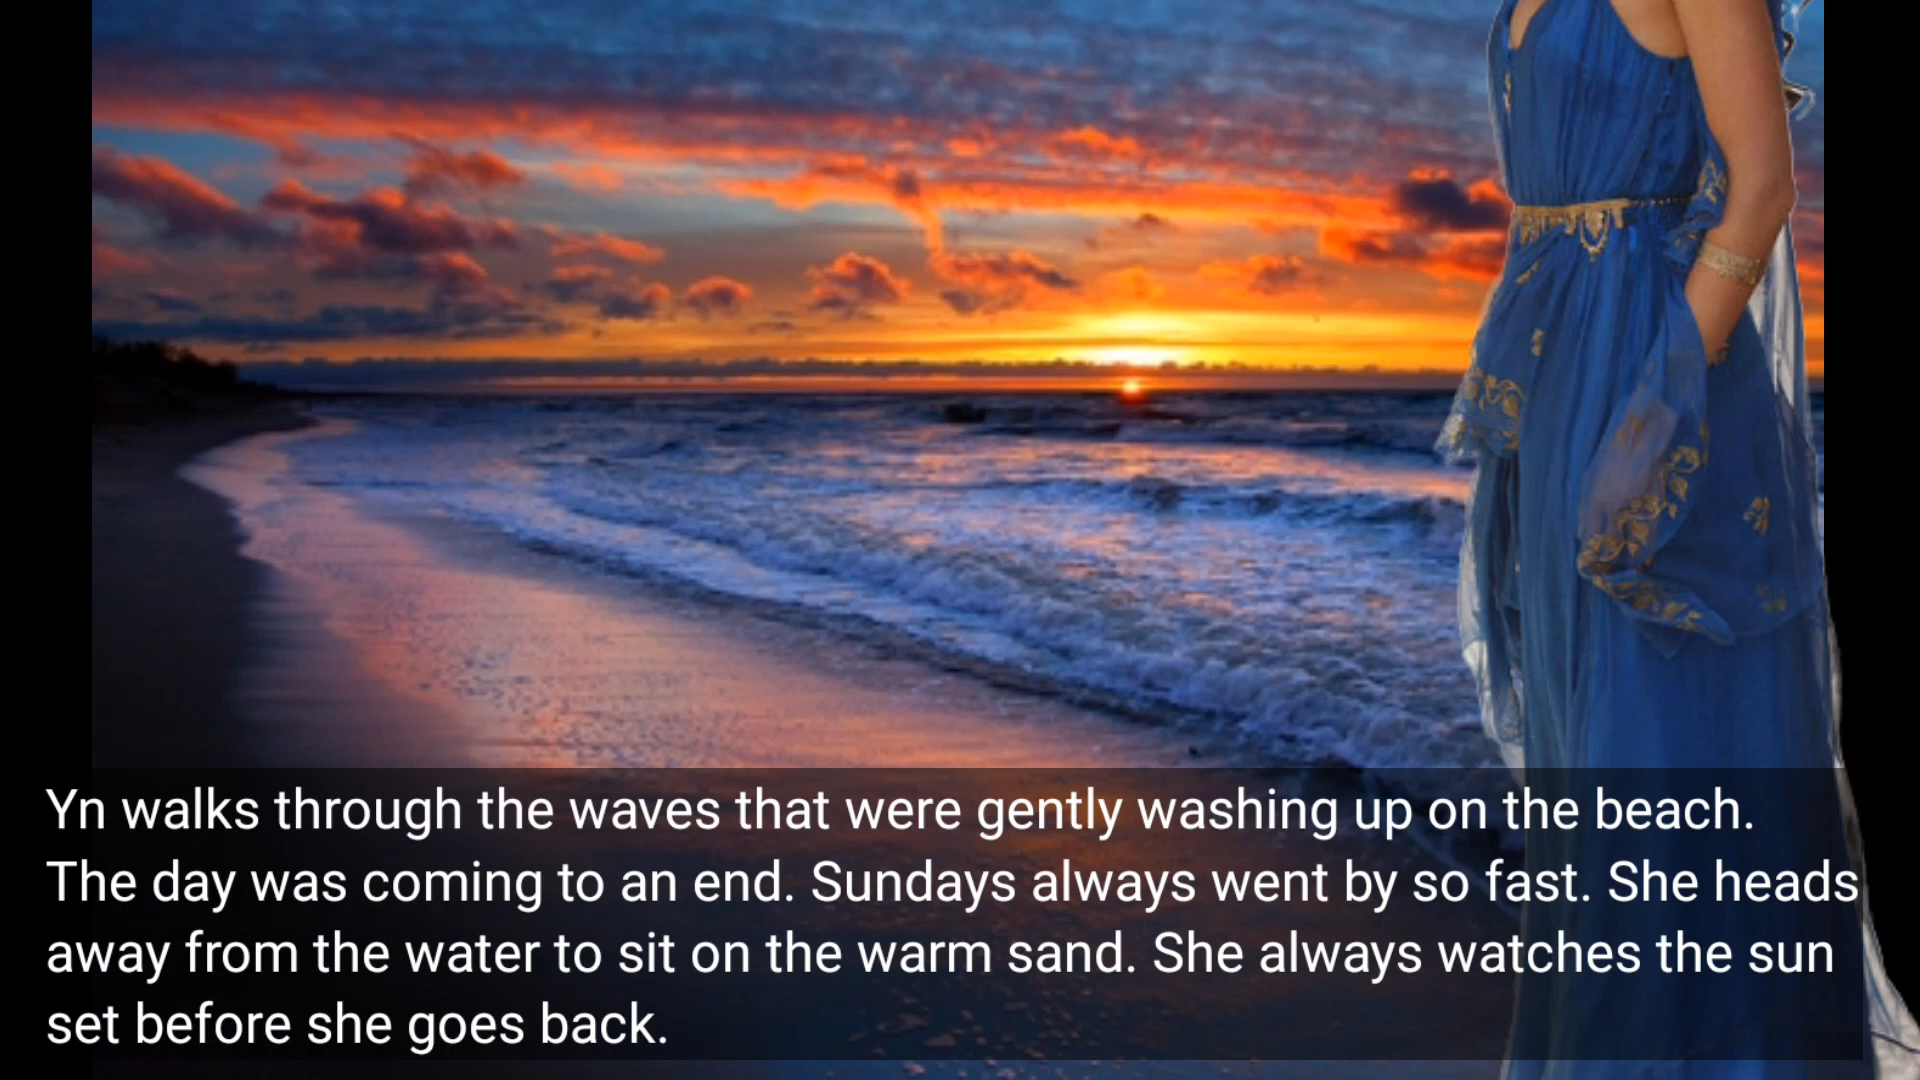 Yn walks through the waves that were gently washing up on the beach.
The day was coming to an end. Sundays always went by so fast. She heads
away from the water to sit on the warm sand. She always watches the sun
set before she goes back.